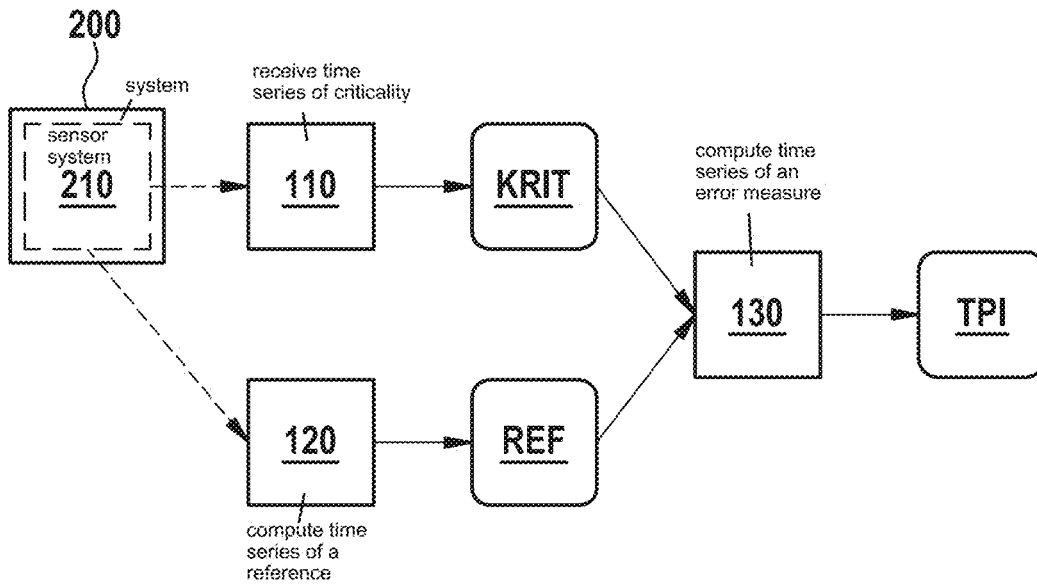 200
system
sensor
system
210
receive time
series of criticality
110
KRIT
compute time
series of an
error measure
130
TPI
120
REF
compute time
series of a
reference